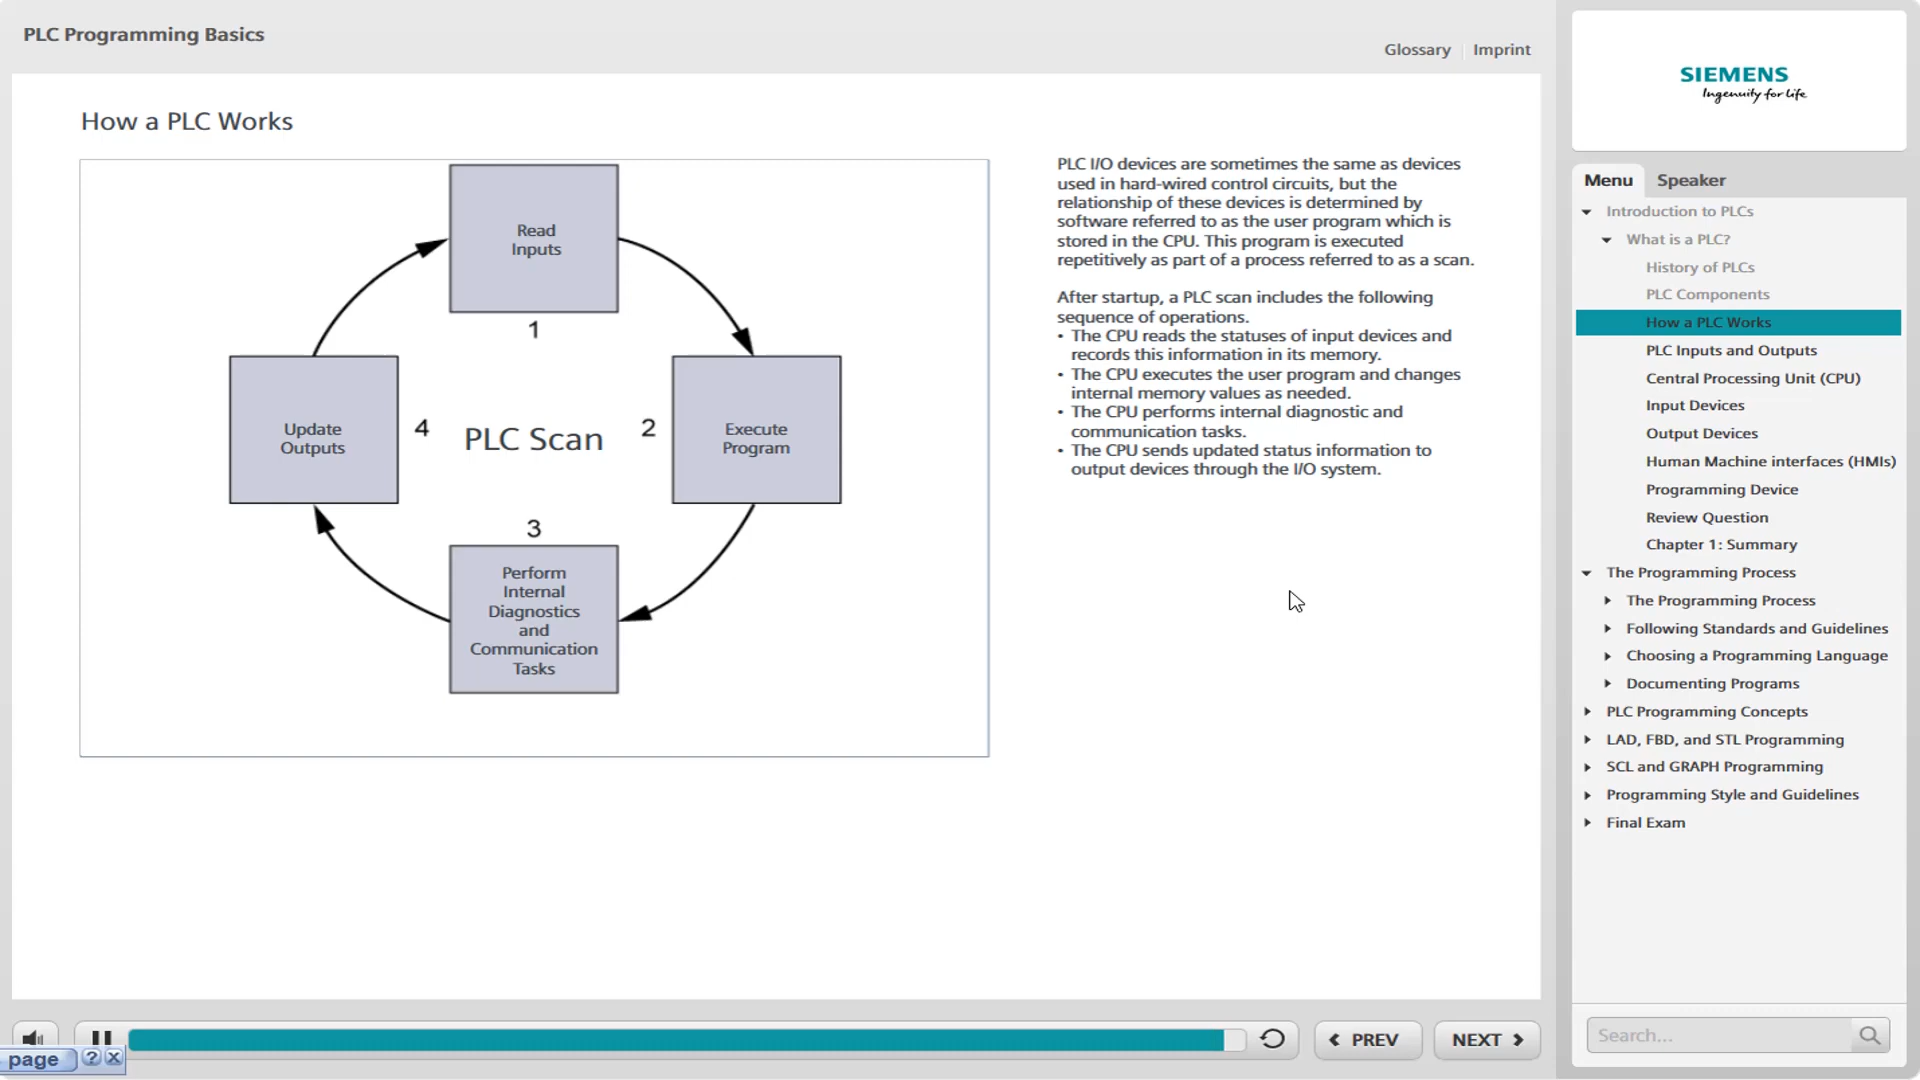 PLC Programming Basics
Glossary
Imprint
How a PLC Works
Read
Inputs
1
Update
Outputs
4
PLC Scan
2
Execute
Program
3
Perform
Internal
Diagnostics
and
Communication
Tasks
PLC I/O devices are sometimes the same as devices
used in hard-wired control circuits, but the
relationship of these devices is determined by
software referred to as the user program which is
stored in the CPU. This program is executed
repetitively as part of a process referred to as a scan.
After startup, a PLC scan includes the following
sequence of operations.
• The CPU reads the statuses of input devices and
records this information in its memory.
• The CPU executes the user program and changes
internal memory values as needed.
• The CPU performs internal diagnostic and
communication tasks.
• The CPU sends updated status information to
output devices through the I/O system.
SIEMENS
Ingenuity for life
Menu
Speaker
Introduction to PLCs
What is a PLC?
History of PLCs
PLC Components
How a PLC Works
PLC Inputs and Outputs
Central Processing Unit (CPU)
Input Devices
Output Devices
Human Machine interfaces (HMIs)
Programming Device
Review Question
Chapter 1: Summary
The Programming Process
The Programming Process
Following Standards and Guidelines
Choosing a Programming Language
Documenting Programs
PLC Programming Concepts
LAD, FBD, and STL Programming
SCL and GRAPH Programming
Programming Style and Guidelines
Final Exam
Search...
PREV
NEXT
page
?
X